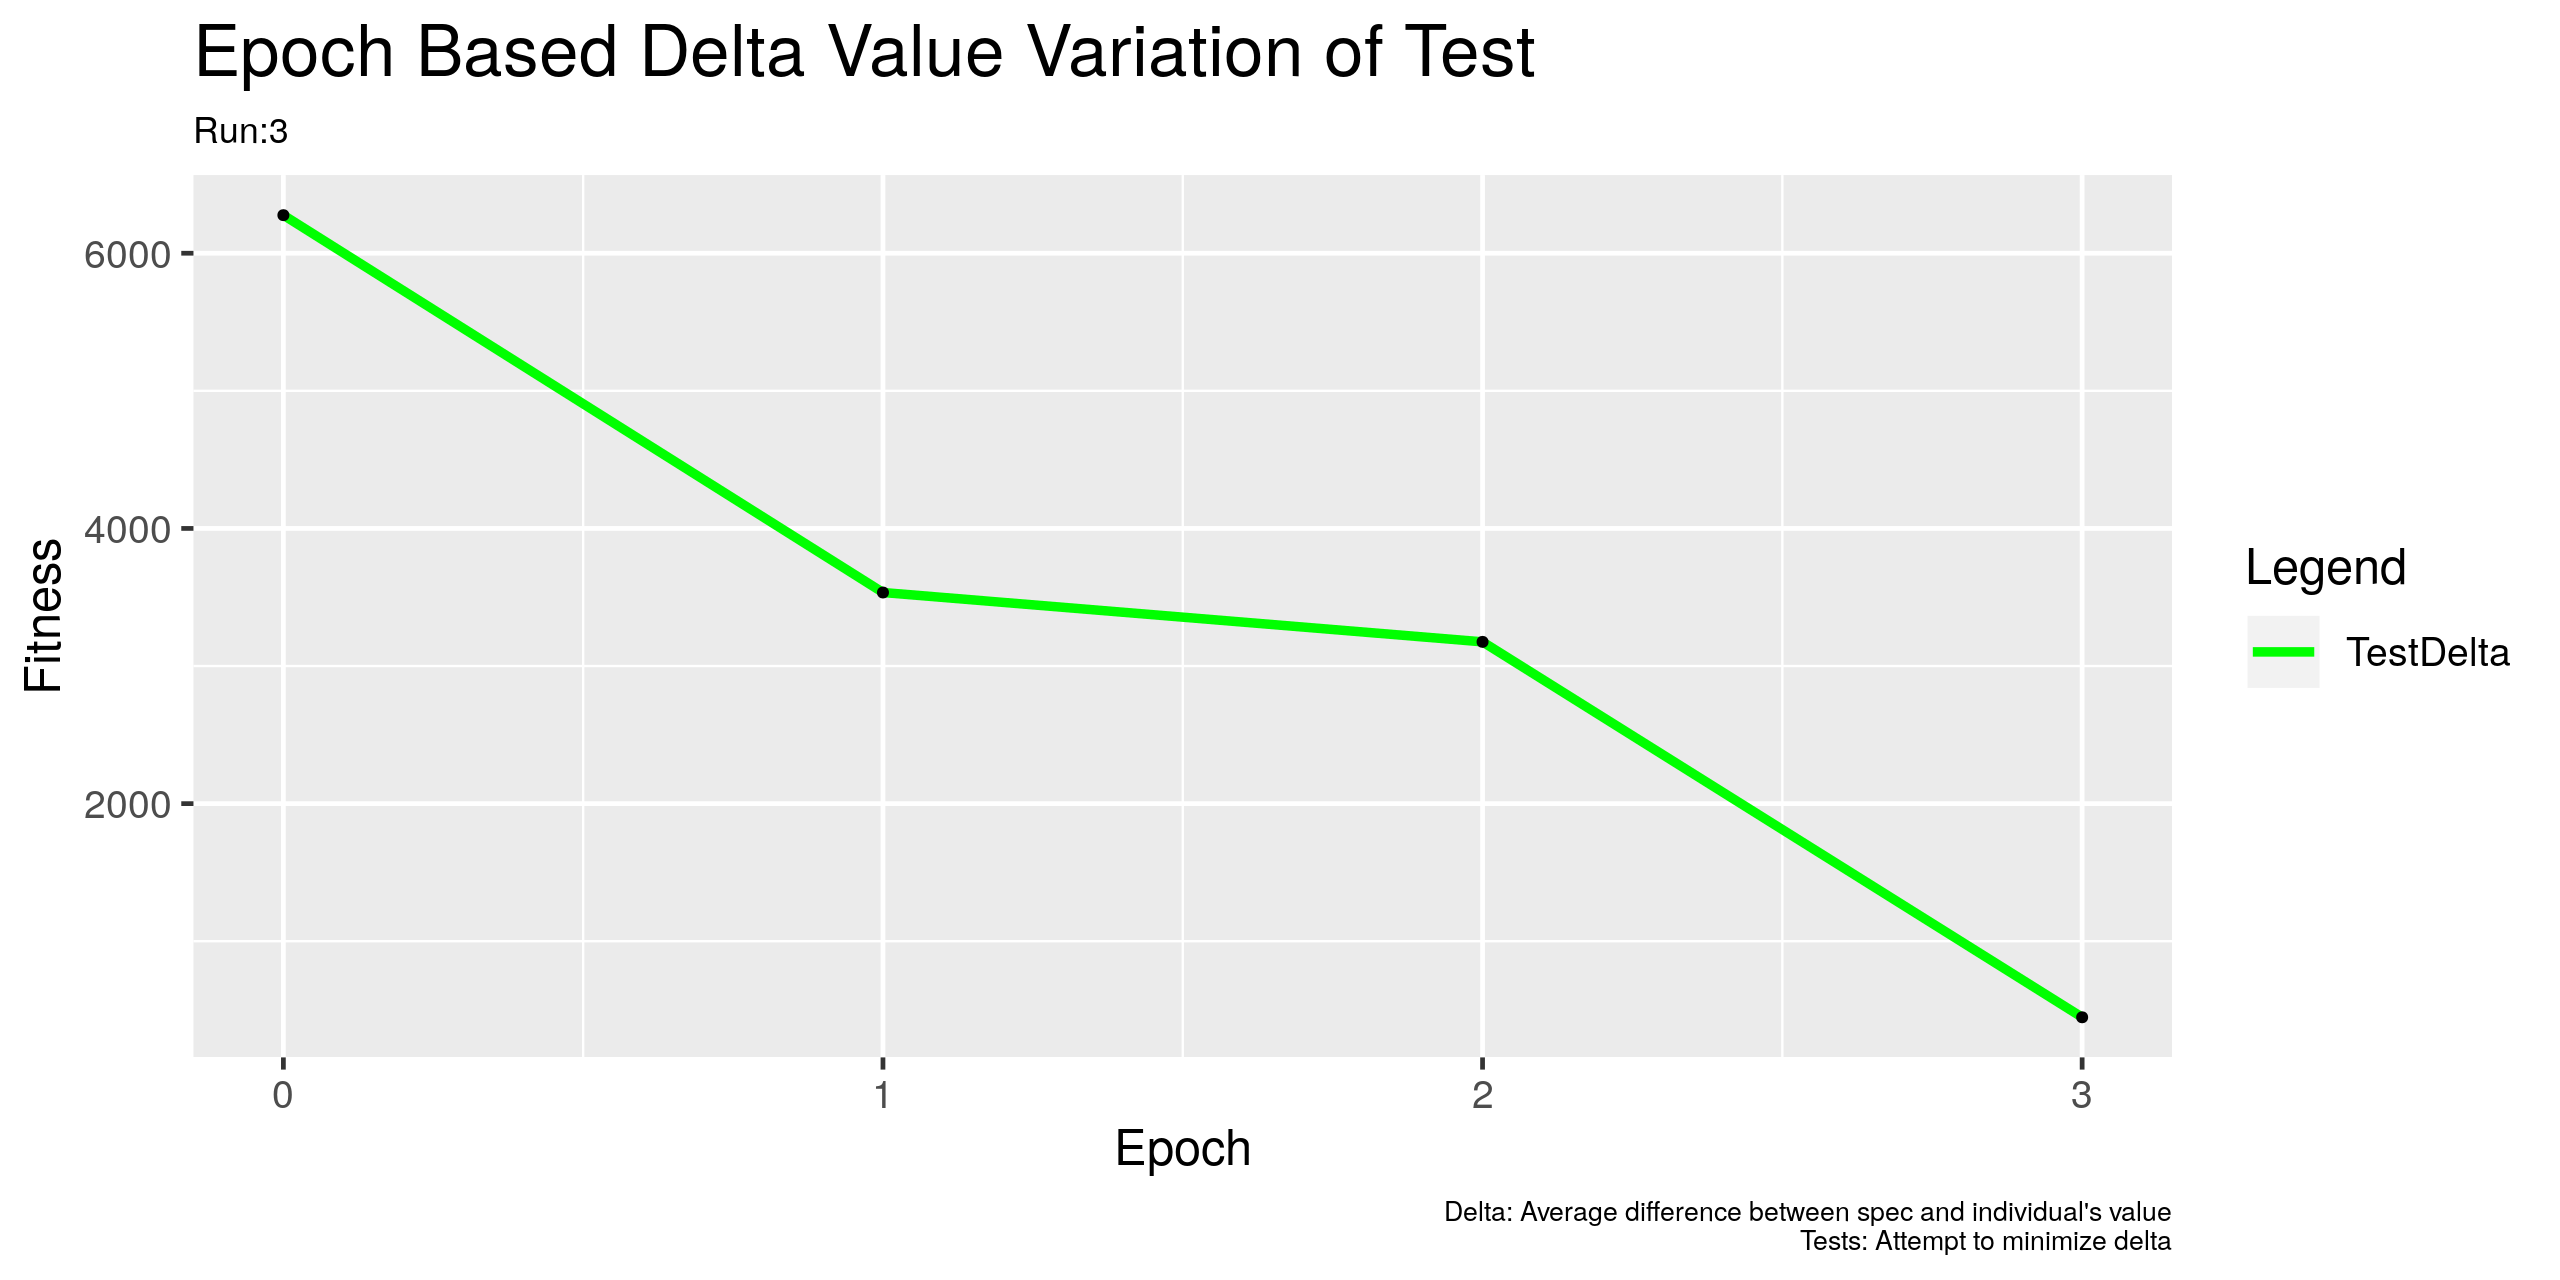 Epoch Based Delta Value Variation of Test
Run:3
6000
4000
2000
Fitness
0 1 2 3
Epoch
Legend
TestDelta
Delta: Average difference between spec and individual's value
Tests: Attempt to minimize delta